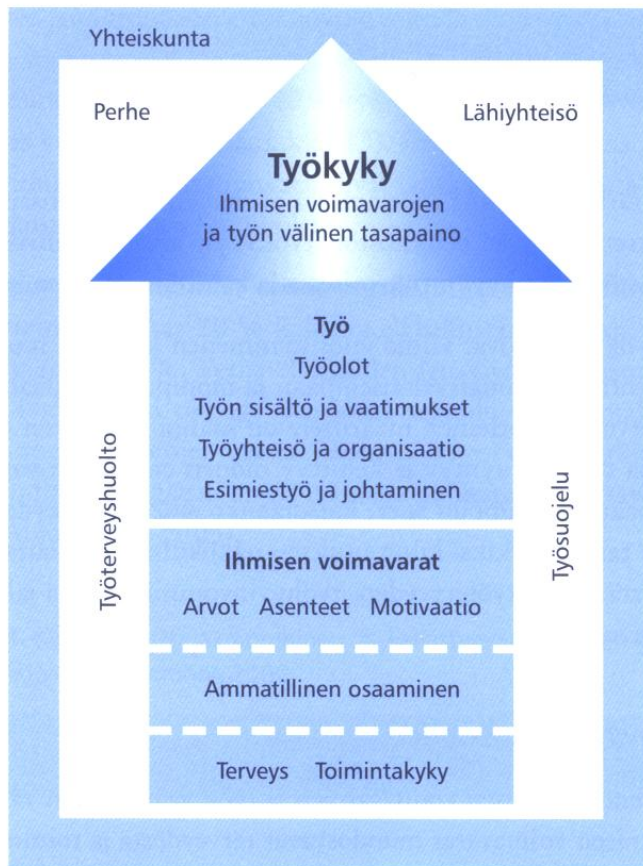 Yhteiskunta
Perhe
Lähiyhteisö
Työkyky
Ihmisen voimavarojen
ja työn välinen tasapaino
Työ
Työolot
Työn sisältö ja vaatimukset
Työyhteisö ja organisaatio
Esimiestyö ja johtaminen
Työterveyshuolto
Työsuojelu
Ihmisen voimavarat
Arvot Asenteet Motivaatio
Ammatillinen osaaminen
Terveys Toimintakyky